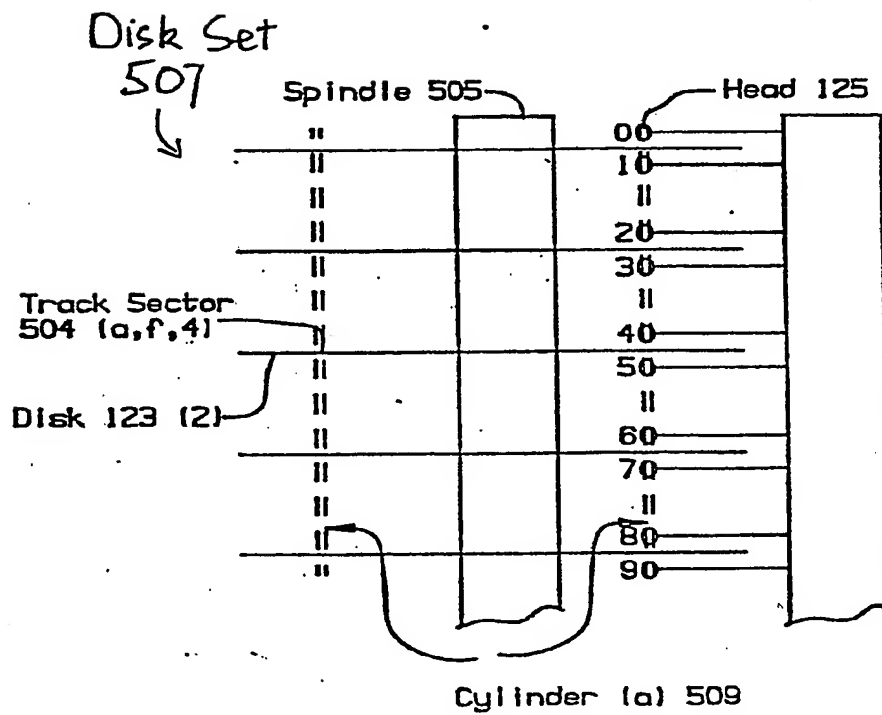 Disk Set
507
Spindle 505
Head 125
00
10
20
30
Track Sector
504 (a,f,4)
40
50
Disk 123 (2)
60
70
80
90
Cylinder (a) 509